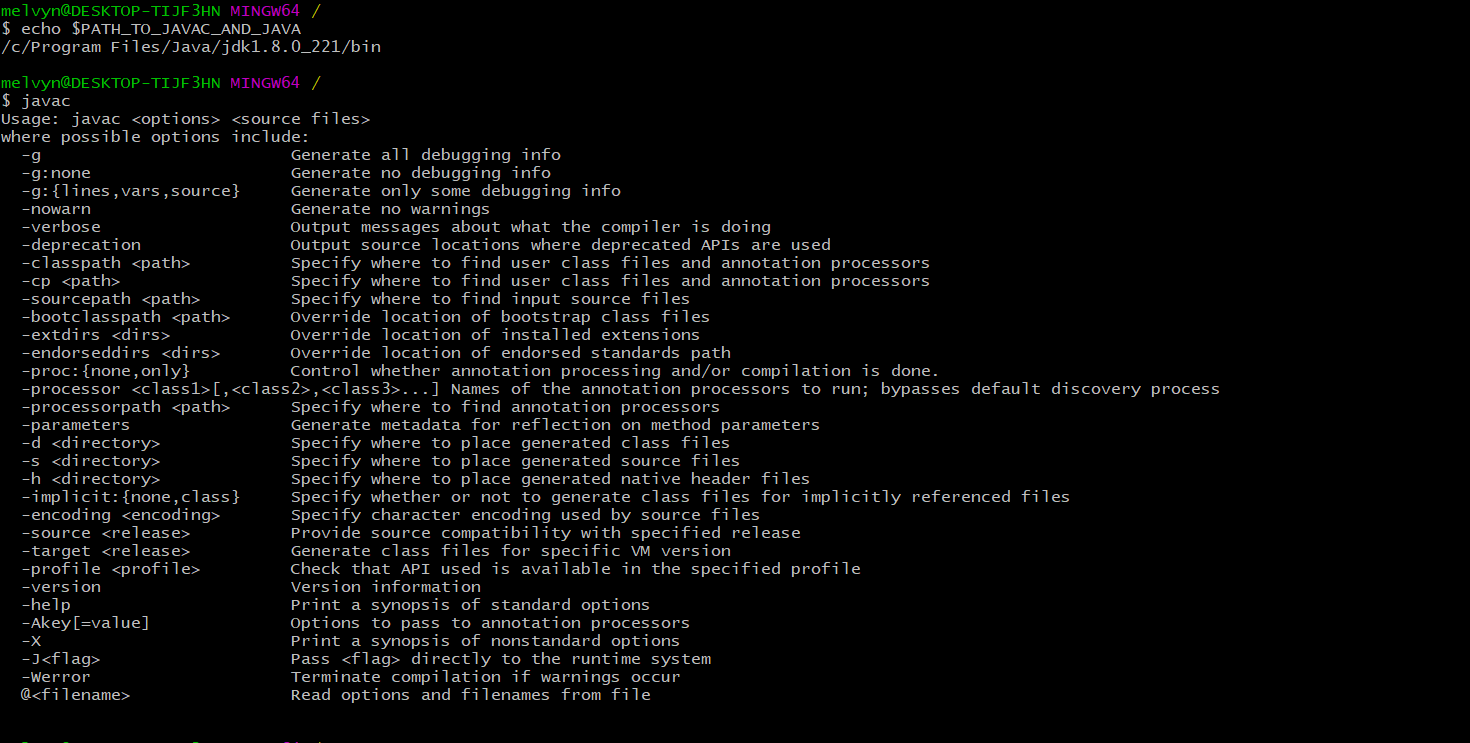 melvyn@DESKTOP-TIJF3HN MINGW64 /
$ echo $PATH_TO_JAVAC_AND_JAVA
/c/Program Files/Java/jdk1.8.0_221/bin
melvyn@DESKTOP-TIJF3HN MINGW64 /
$ javac
Usage: javac <options> <source files>
where possible options include:
  -g                         Generate all debugging info
  -g:none                    Generate no debugging info
  -g:{lines,vars,source}     Generate only some debugging info
  -nowarn                    Generate no warnings
  -verbose                   Output messages about what the compiler is doing
  -deprecation               Output source locations where deprecated APIs are used
  -classpath <path>          Specify where to find user class files and annotation processors
  -cp <path>                 Specify where to find user class files and annotation processors
  -sourcepath <path>         Specify where to find input source files
  -bootclasspath <path>      Override location of bootstrap class files
  -extdirs <dirs>            Override location of installed extensions
  -endorseddirs <dirs>       Override location of endorsed standards path
  -proc:{none,only}          Control whether annotation processing and/or compilation is done.
  -processor <class1>[,<class2>,<class3>...] Names of the annotation processors to run; bypasses default discovery process
  -processorpath <path>      Specify where to find annotation processors
  -parameters                Generate metadata for reflection on method parameters
  -d <directory>             Specify where to place generated class files
  -s <directory>             Specify where to place generated source files
  -h <directory>             Specify where to place generated native header files
  -implicit:{none,class}     Specify whether or not to generate class files for implicitly referenced files
  -encoding <encoding>       Specify character encoding used by source files
  -source <release>          Provide source compatibility with specified release
  -target <release>          Generate class files for specific VM version
  -profile <profile>         Check that API used is available in the specified profile
  -version                   Version information
  -help                      Print a synopsis of standard options
  -Akey[=value]              Options to pass to annotation processors
  -X                         Print a synopsis of nonstandard options
  -J<flag>                   Pass <flag> directly to the runtime system
  -Werror                    Terminate compilation if warnings occur
  @<filename>                Read options and filenames from file